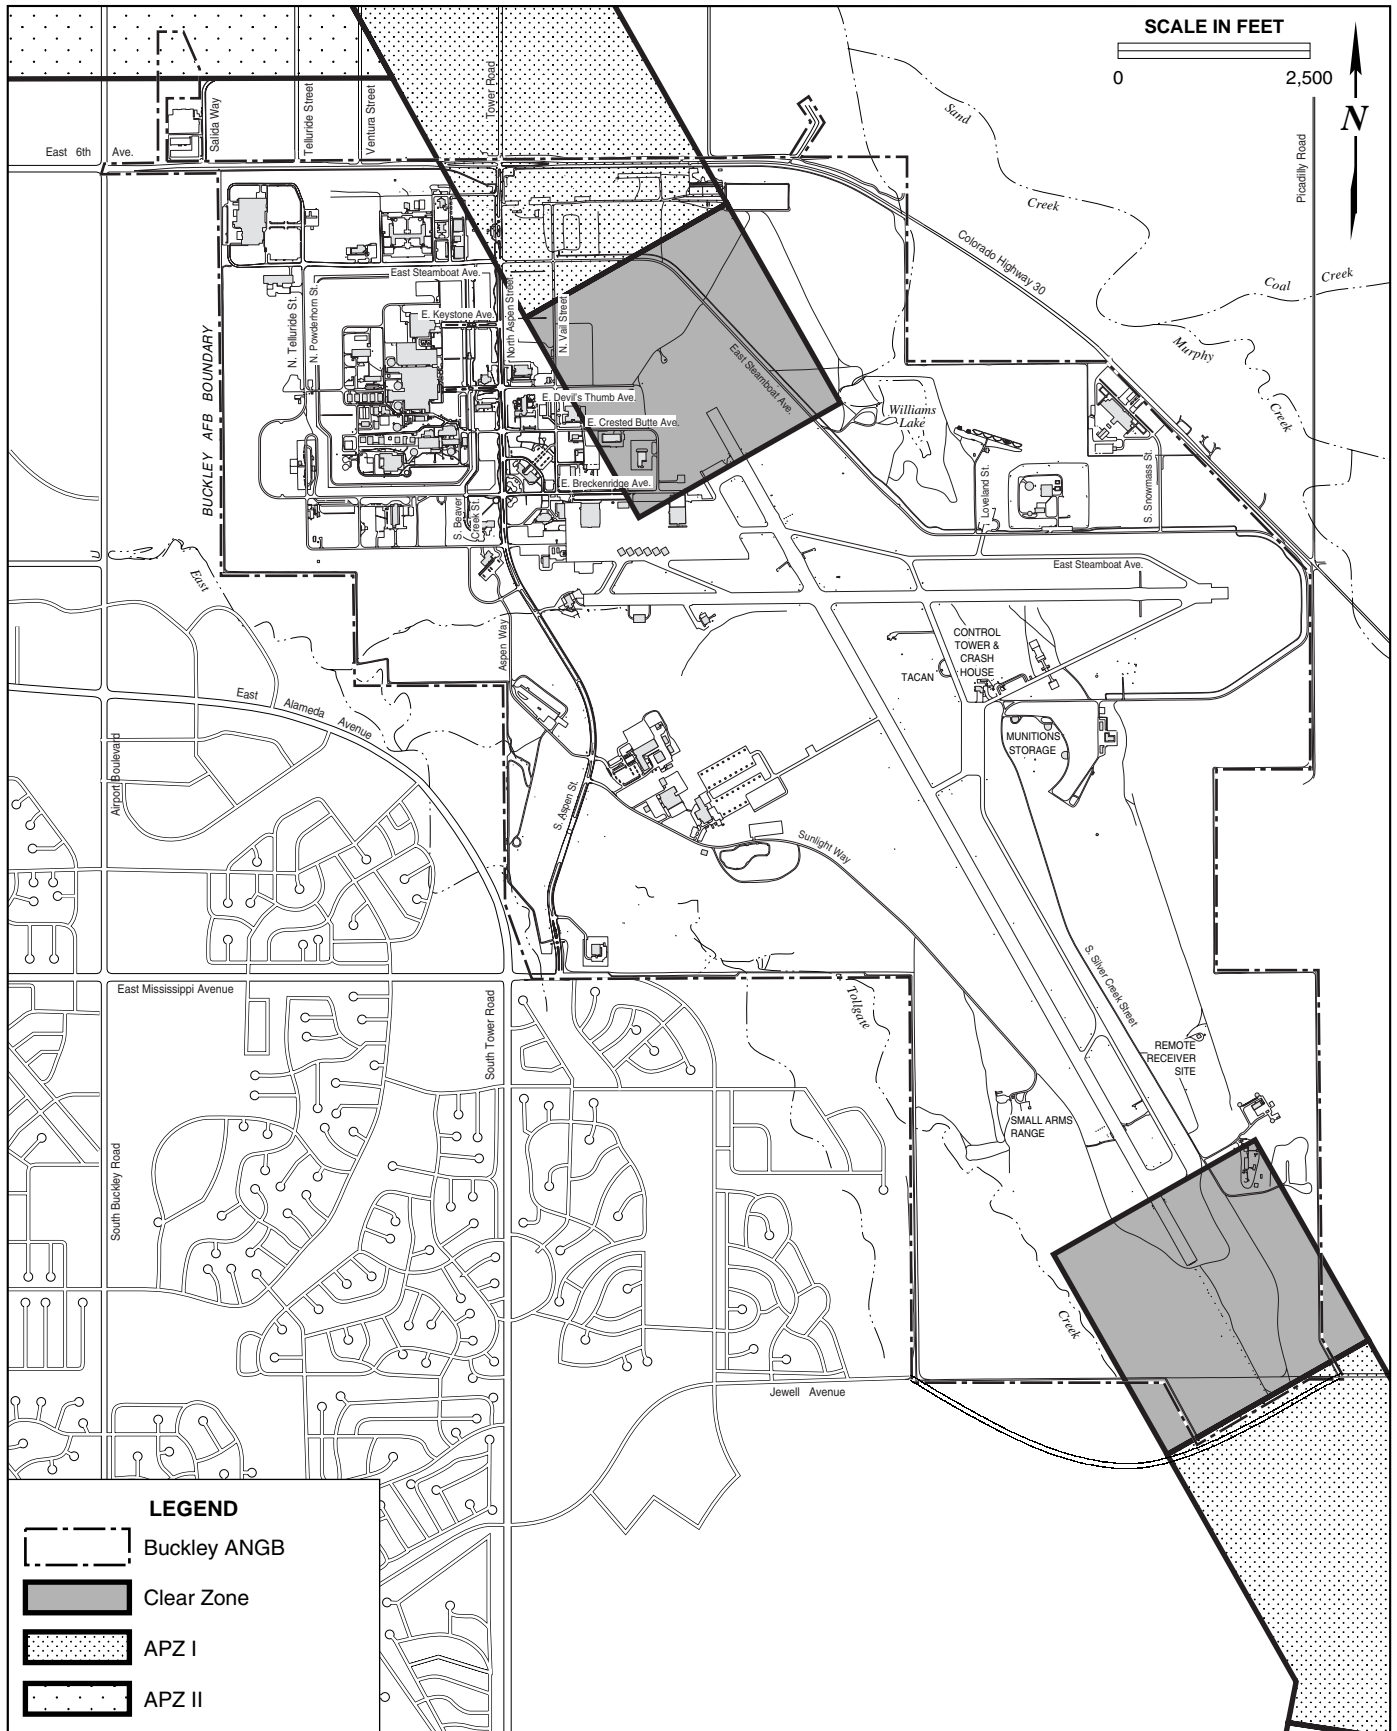 SCALE IN FEET
0 2,500
N
Sand
Creek
Picadilly Road
Salida Way
Telluride Street
Ventura Street
Tower Road
East 6th Ave.
Colorado Highway 30
Coal Creek
Murphy
Creek
BUCKLEY AFB BOUNDARY
East Steamboat Ave.
N. Telluride St.
N. Powderhorn St.
E. Keystone Ave.
North Aspen Street
N. Vail Street
East Steamboat Ave.
E. Devil's Thumb Ave.
E. Crested Butte Ave.
Williams
Lake
E. Breckenridge Ave.
S. Beaver
Creek St.
Loveland St.
S. Snowmass St.
East Steamboat Ave.
East
Aspen Way
CONTROL
TOWER &
CRASH
HOUSE
TACAN
East Alameda Avenue
MUNITIONS
STORAGE
Airport Boulevard
S. Aspen St.
Sunlight Way
East Mississippi Avenue
South Tower Road
Tollgate
S. Silver Creek Street
REMOTE
RECEIVER
SITE
SMALL ARMS
RANGE
South Buckley Road
Creek
Jewell Avenue
LEGEND
Buckley ANGB
Clear Zone
APZ I
APZ II